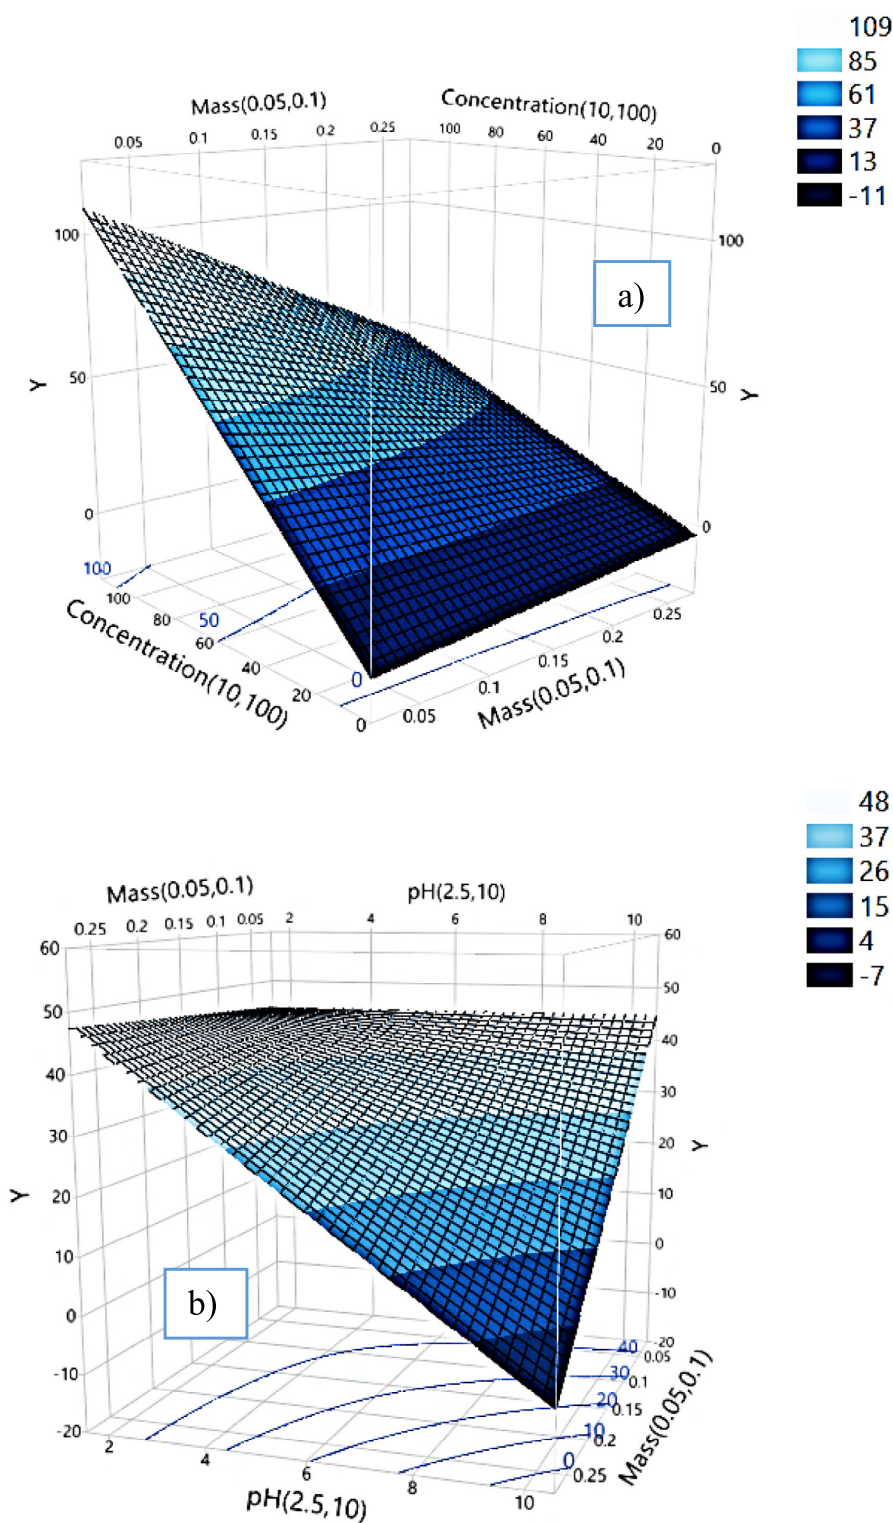 109
85
61
37
13
-11
Mass(0.05,0.1)
Concentration(10,100)
0.05 0.1 0.15 0.2 0.25 100 80 60 40 20 0
a)
100
50
0
Y
100
50
0
Y
100
50
0
100 80 60 40 20 0
Concentration(10,100)
0.05 0.1 0.15 0.2 0.25
Mass(0.05,0.1)
48
37
26
15
4
-7
Mass(0.05,0.1)
pH(2.5,10)
0.25 0.2 0.15 0.1 0.05 2 4 6 8 10
60
50
40
30
20
10
0
-10
-20
Y
60
50
40
30
20
10
0
-10
-20
Y
b)
40
30
20
10
0
0.05
0.1
0.15
0.2
0.25
Mass(0.05,0.1)
2 4 6 8 10
pH(2.5,10)